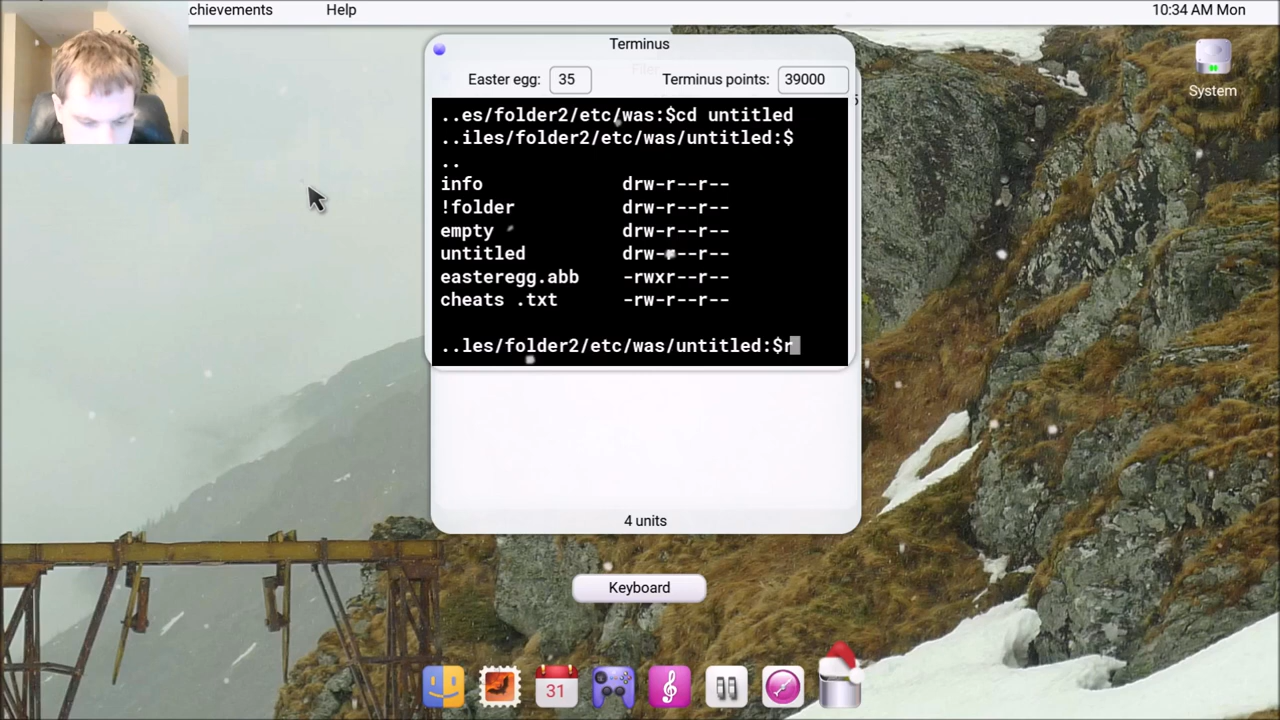 chievements Help 10:34 AM Mon
Terminus
Easter egg: 35 Terminus points: 39000
..es/folder2/etc/was:$cd untitled
..iles/folder2/etc/was/untitled:$
..
info drw-r--r--
!folder drw-r--r--
empty drw-r--r--
untitled drw-r--r--
easteregg.abb -rwxr--r--
cheats .txt -rw-r--r--
..les/folder2/etc/was/untitled:$r
4 units
Keyboard
System
31